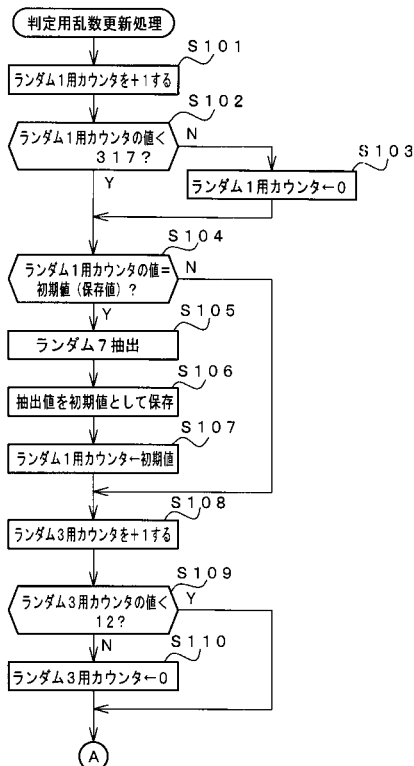 判定用乱数更新処理
S101
ランダム1用カウンタを+1する
S102
ランダム1用カウンタの値<
317?
N
Y
S103
ランダム1用カウンタ←0
S104
ランダム1用カウンタの値=
初期値(保存値)?
N
Y
S105
ランダム7抽出
S106
抽出値を初期値として保存
S107
ランダム1用カウンタ←初期値
S108
ランダム3用カウンタを+1する
S109
ランダム3用カウンタの値<
12?
Y
N
S110
ランダム3用カウンタ←0
A